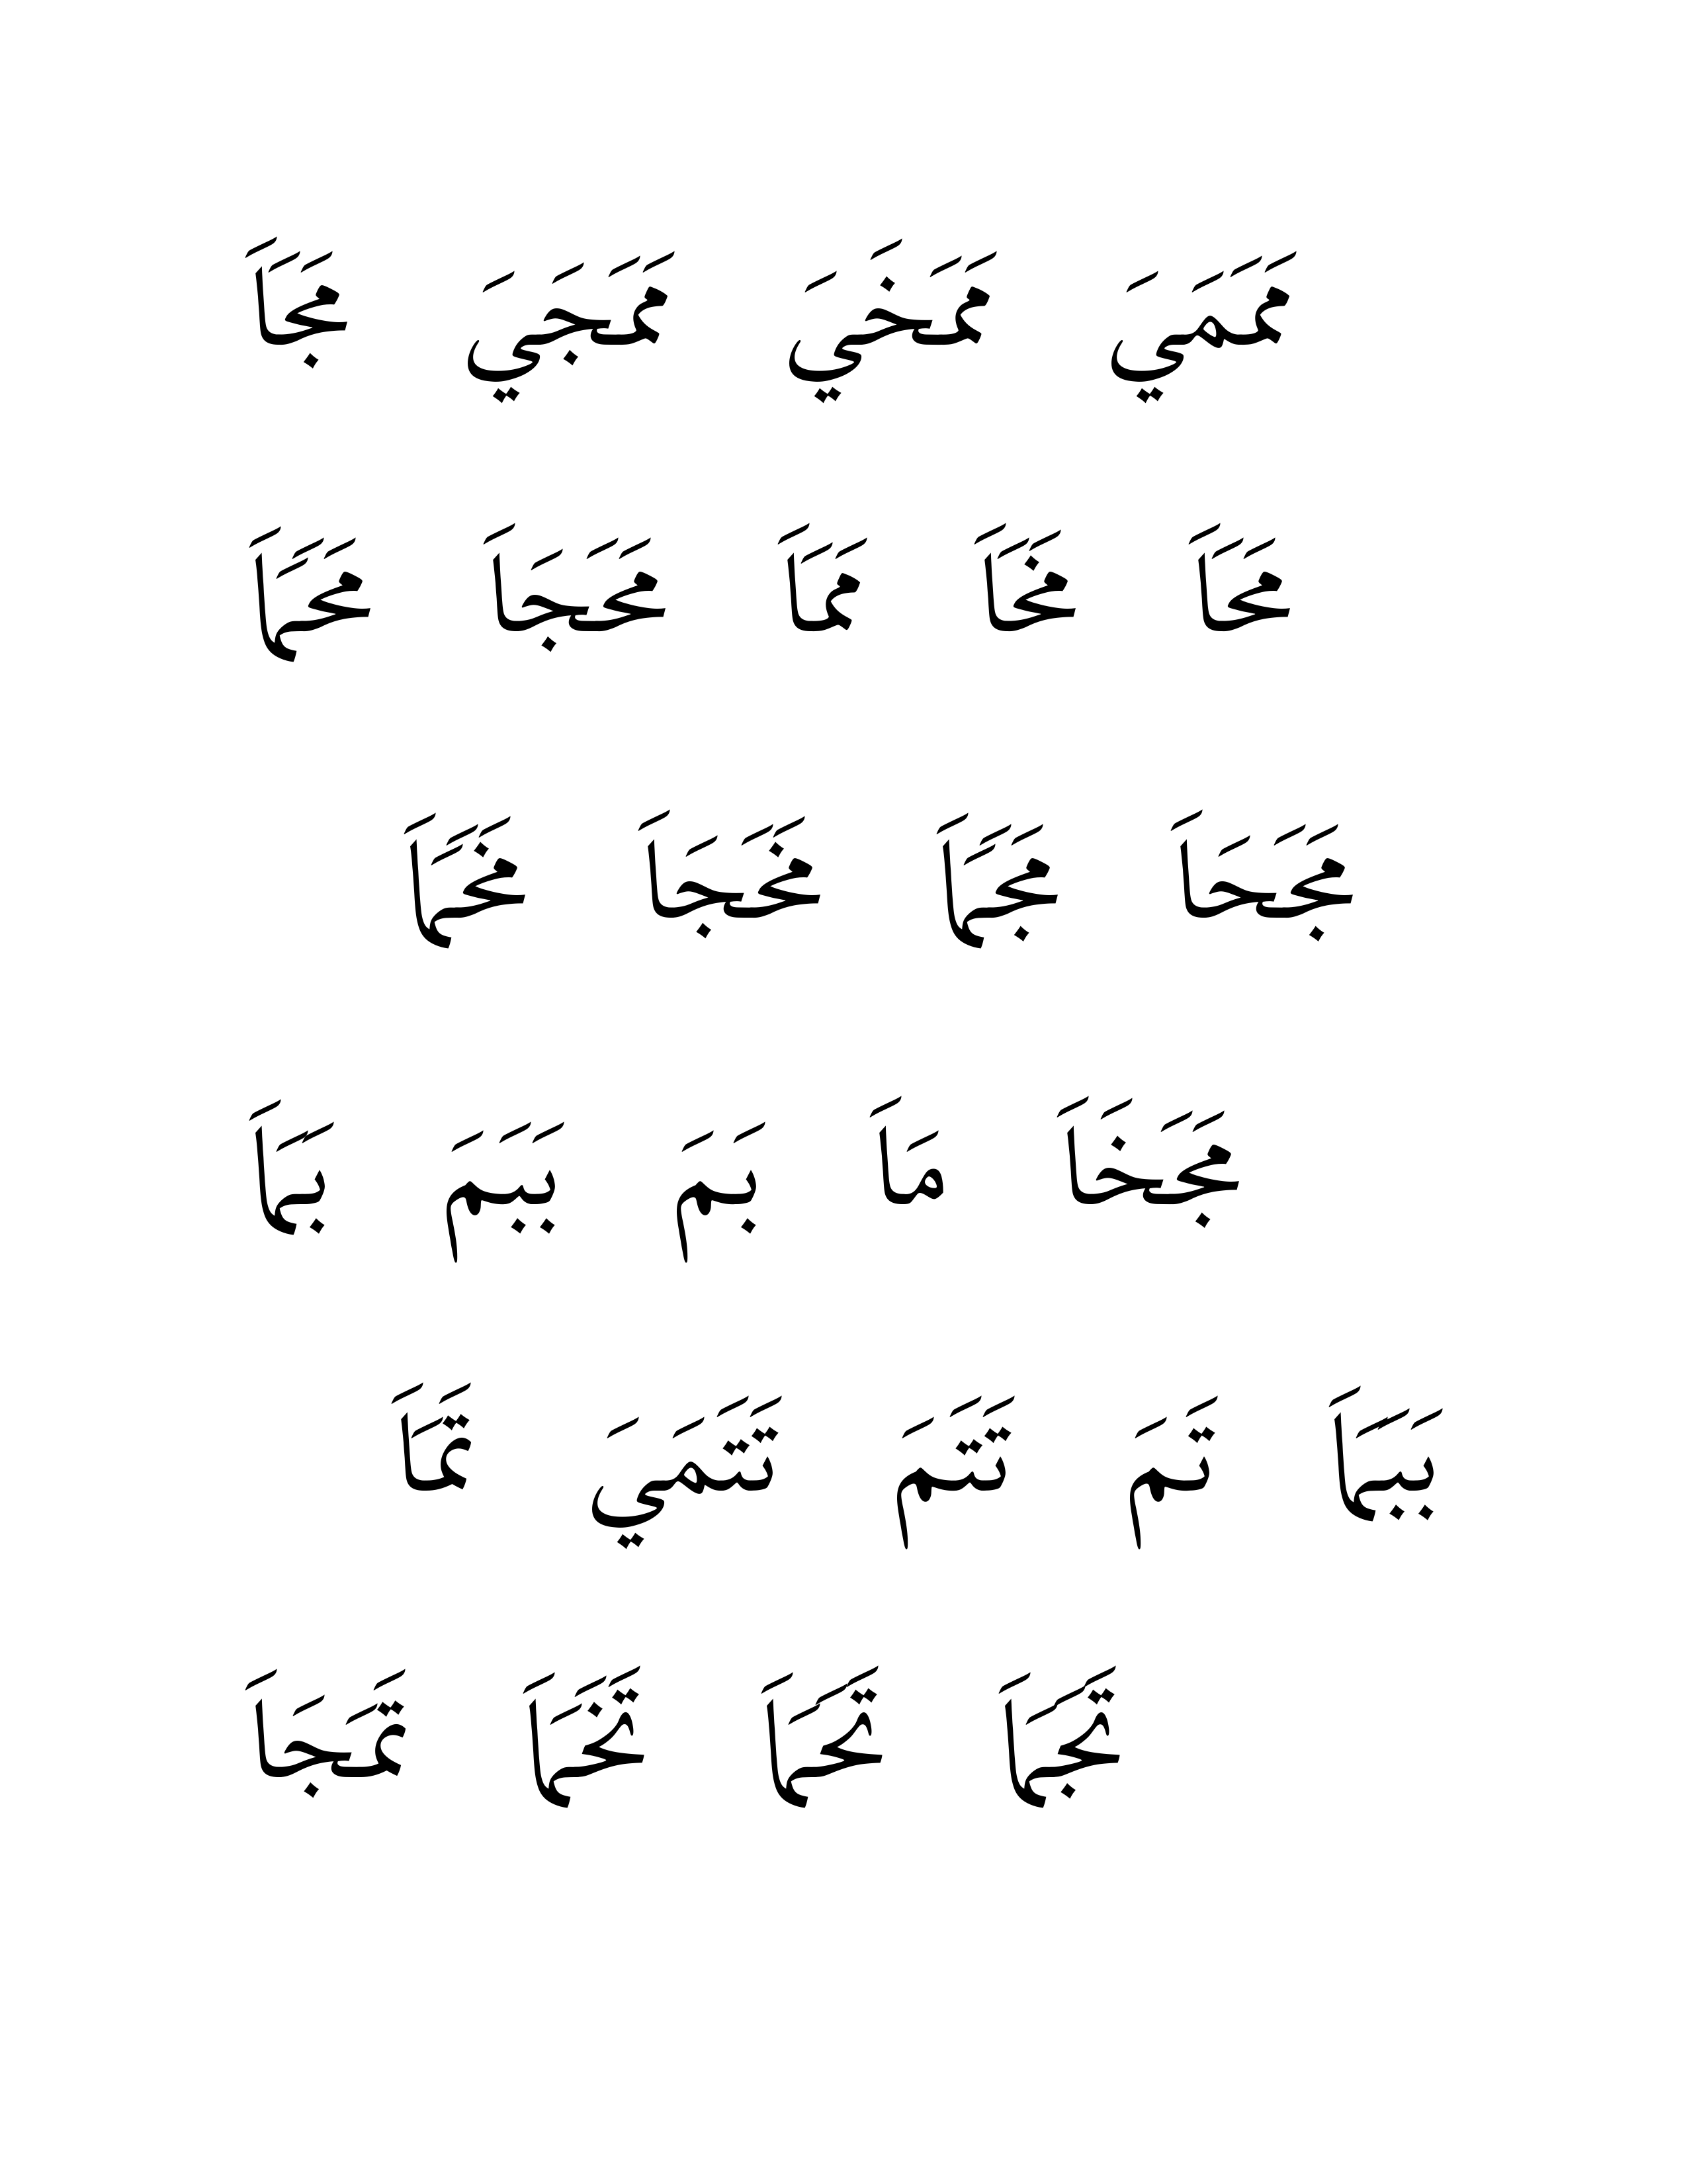 مَمَمَيَ مَمَخَيَ مَمَجَيَ مَجَاَ
مَحَاَ مَخَاَ مَمَاَ مَحَجَاَ مَحَمَاَ
مَجَحَاَ مَجَمَاَ مَخَجَاَ مَخَمَاَ
مَجَخَاَ مَاَ بَمَ بَبَمَ بَمَاَ
بَبَمَاَ تَمَ تَتَمَ تَتَمَيَ تَمَاَ
تَجَمَاَ تَحَمَاَ تَخَمَاَ تَمَجَاَ